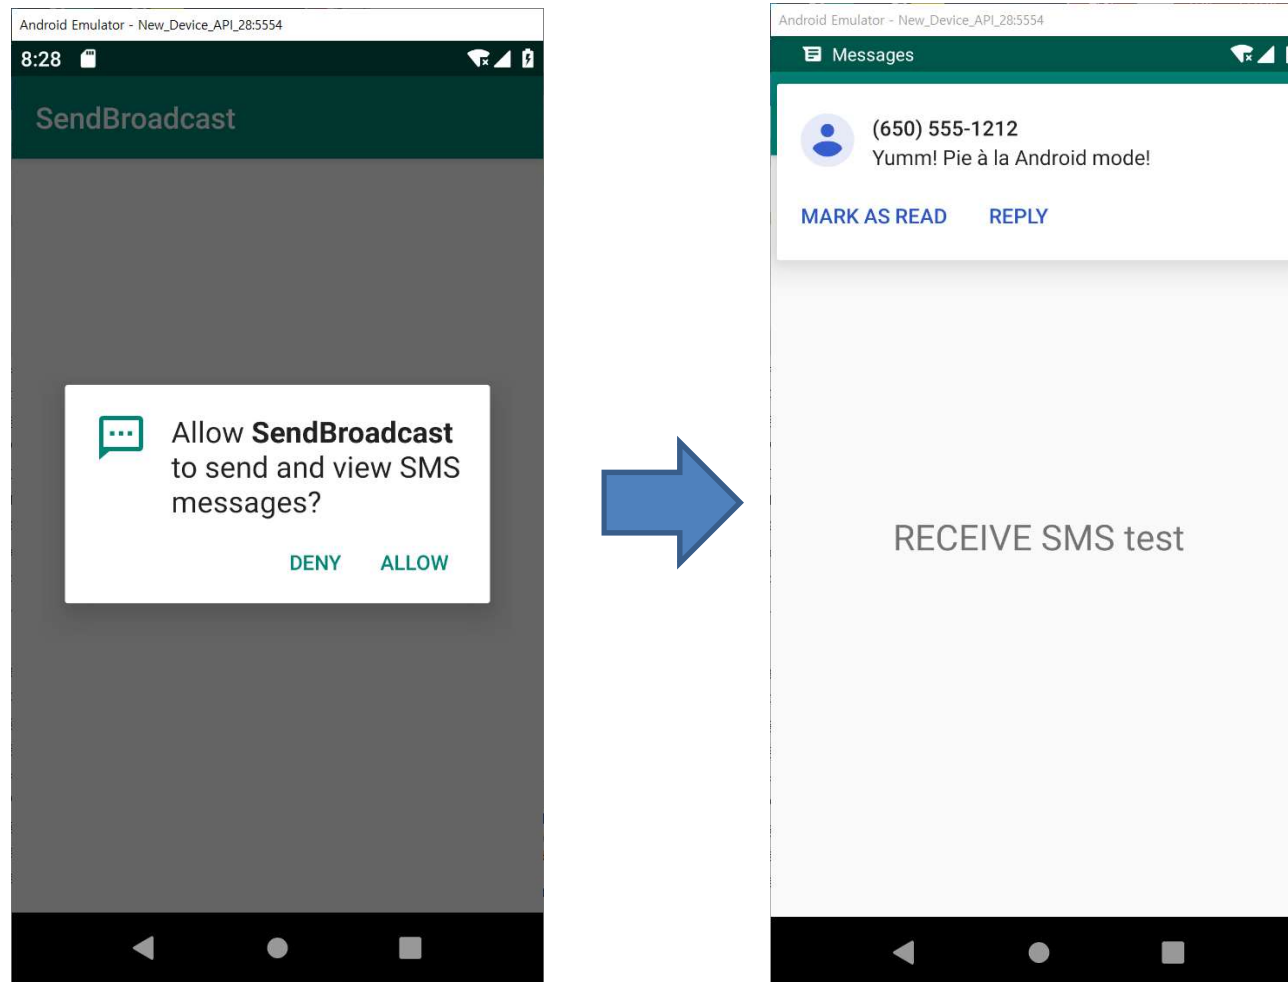 Android Emulator - New_Device_API_28:5554
8:28
SendBroadcast
Allow SendBroadcast
to send and view SMS
messages?
DENY ALLOW
Android Emulator - New_Device_API_28:5554
Messages
(650) 555-1212
Yumm! Pie à la Android mode!
MARK AS READ REPLY
RECEIVE SMS test